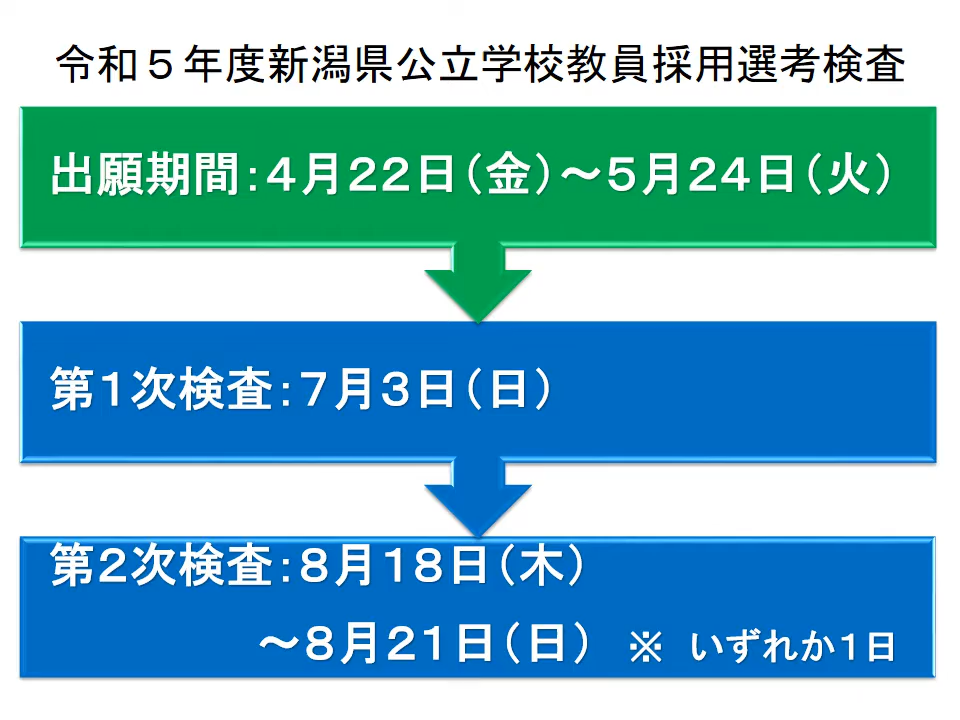 令和５年度新潟県公立学校教員採用選考検査
出願期間：４月２２日（金）～５月２４日（火）
第１次検査：７月３日（日）
第２次検査：８月１８日（木）
～８月２１日（日）　※　いずれか１日